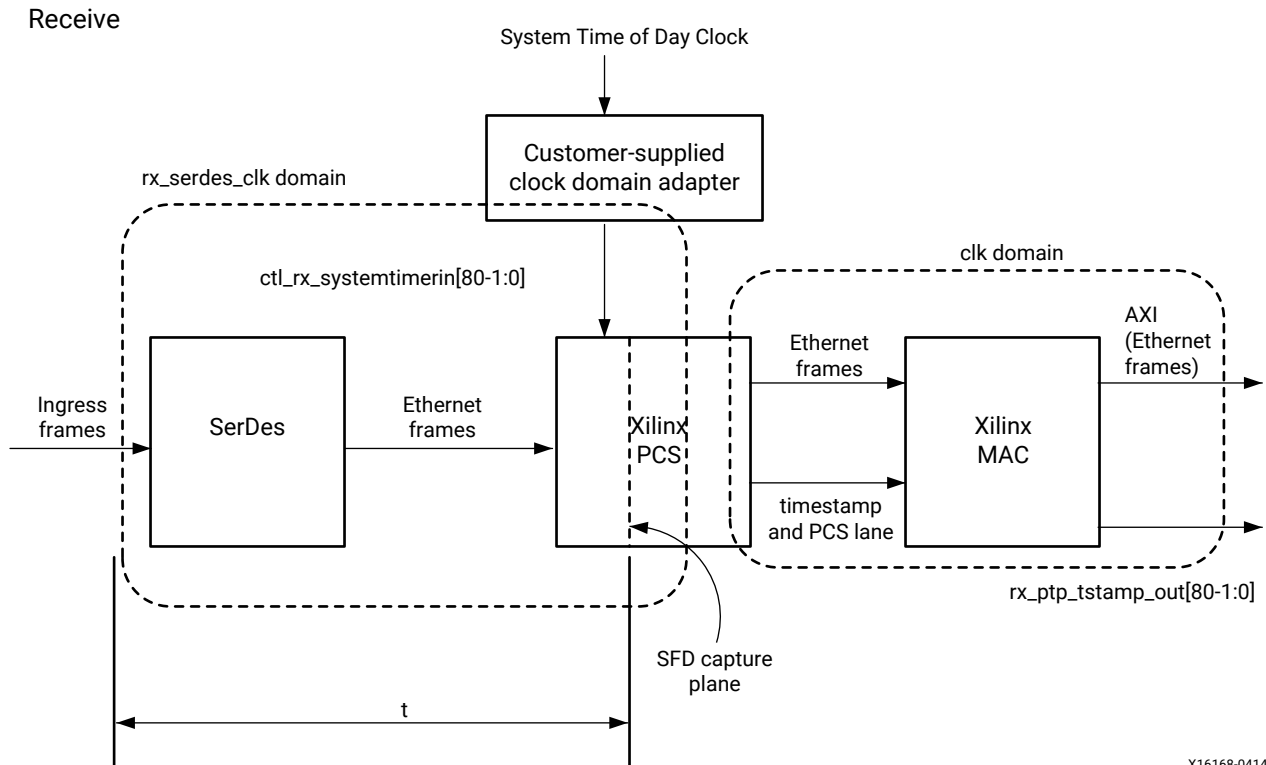 Receive
System Time of Day Clock
Customer-supplied
clock domain adapter
rx_serdes_clk domain
clk domain
ctl_rx_systemtimerin[80-1:0]
AXI
(Ethernet
frames)
Ethernet
frames
Ingress
frames
SerDes
Ethernet
frames
Xilinx
PCS
Xilinx
MAC
timestamp
and PCS lane
rx_ptp_tstamp_out[80-1:0]
SFD capture
plane
t
X16168-0414